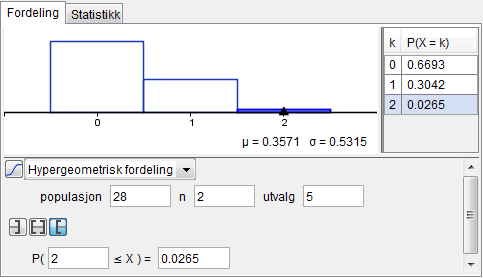 Fordeling Statistikk
k P(X = k)
0 0.6693
1 0.3042
2 0.0265
0 1 2
μ = 0.3571 σ = 0.5315
Hypergeometrisk fordeling
populasjon 28 n 2 utvalg 5
P( 2 ≤ X ) = 0.0265